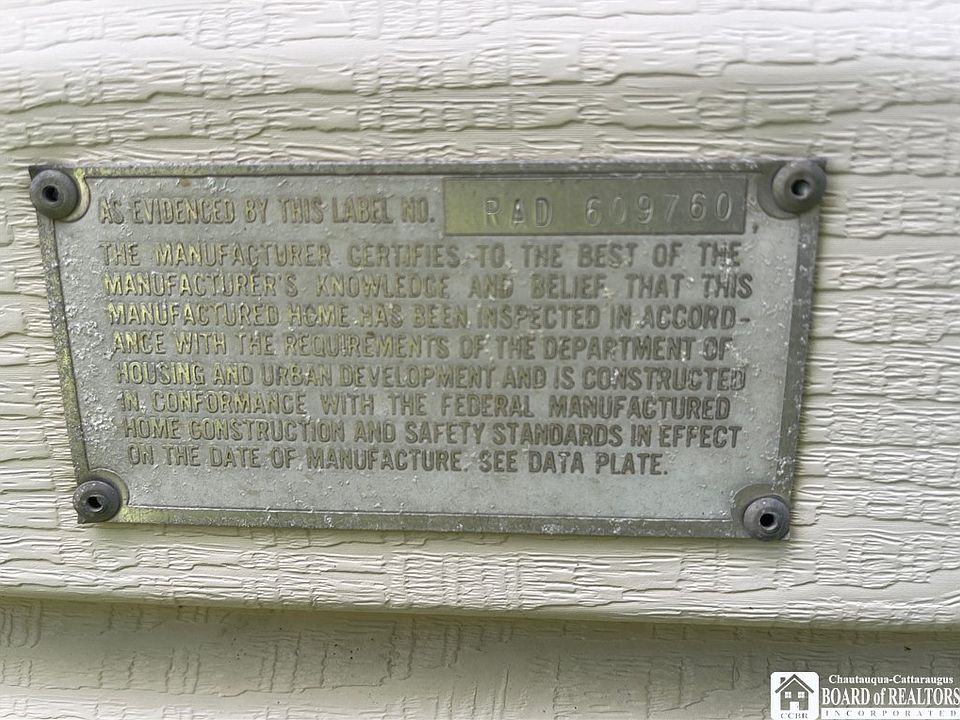 AS EVIDENCED BY THIS LABEL NO. RAD 609760,
THE MANUFACTURER CERTIFIES TO THE BEST OF THE
MANUFACTURER'S KNOWLEDGE AND BELIEF THAT THIS
MANUFACTURED HOME HAS BEEN INSPECTED IN ACCORD-
ANCE WITH THE REQUIREMENTS OF THE DEPARTMENT OF
HOUSING AND URBAN DEVELOPMENT AND IS CONSTRUCTED
IN CONFORMANCE WITH THE FEDERAL MANUFACTURED
HOME CONSTRUCTION AND SAFETY STANDARDS IN EFFECT
ON THE DATE OF MANUFACTURE. SEE DATA PLATE.
Chautauqua-Cattaraugus
BOARD of REALTORS
CCBR INCORPORATED